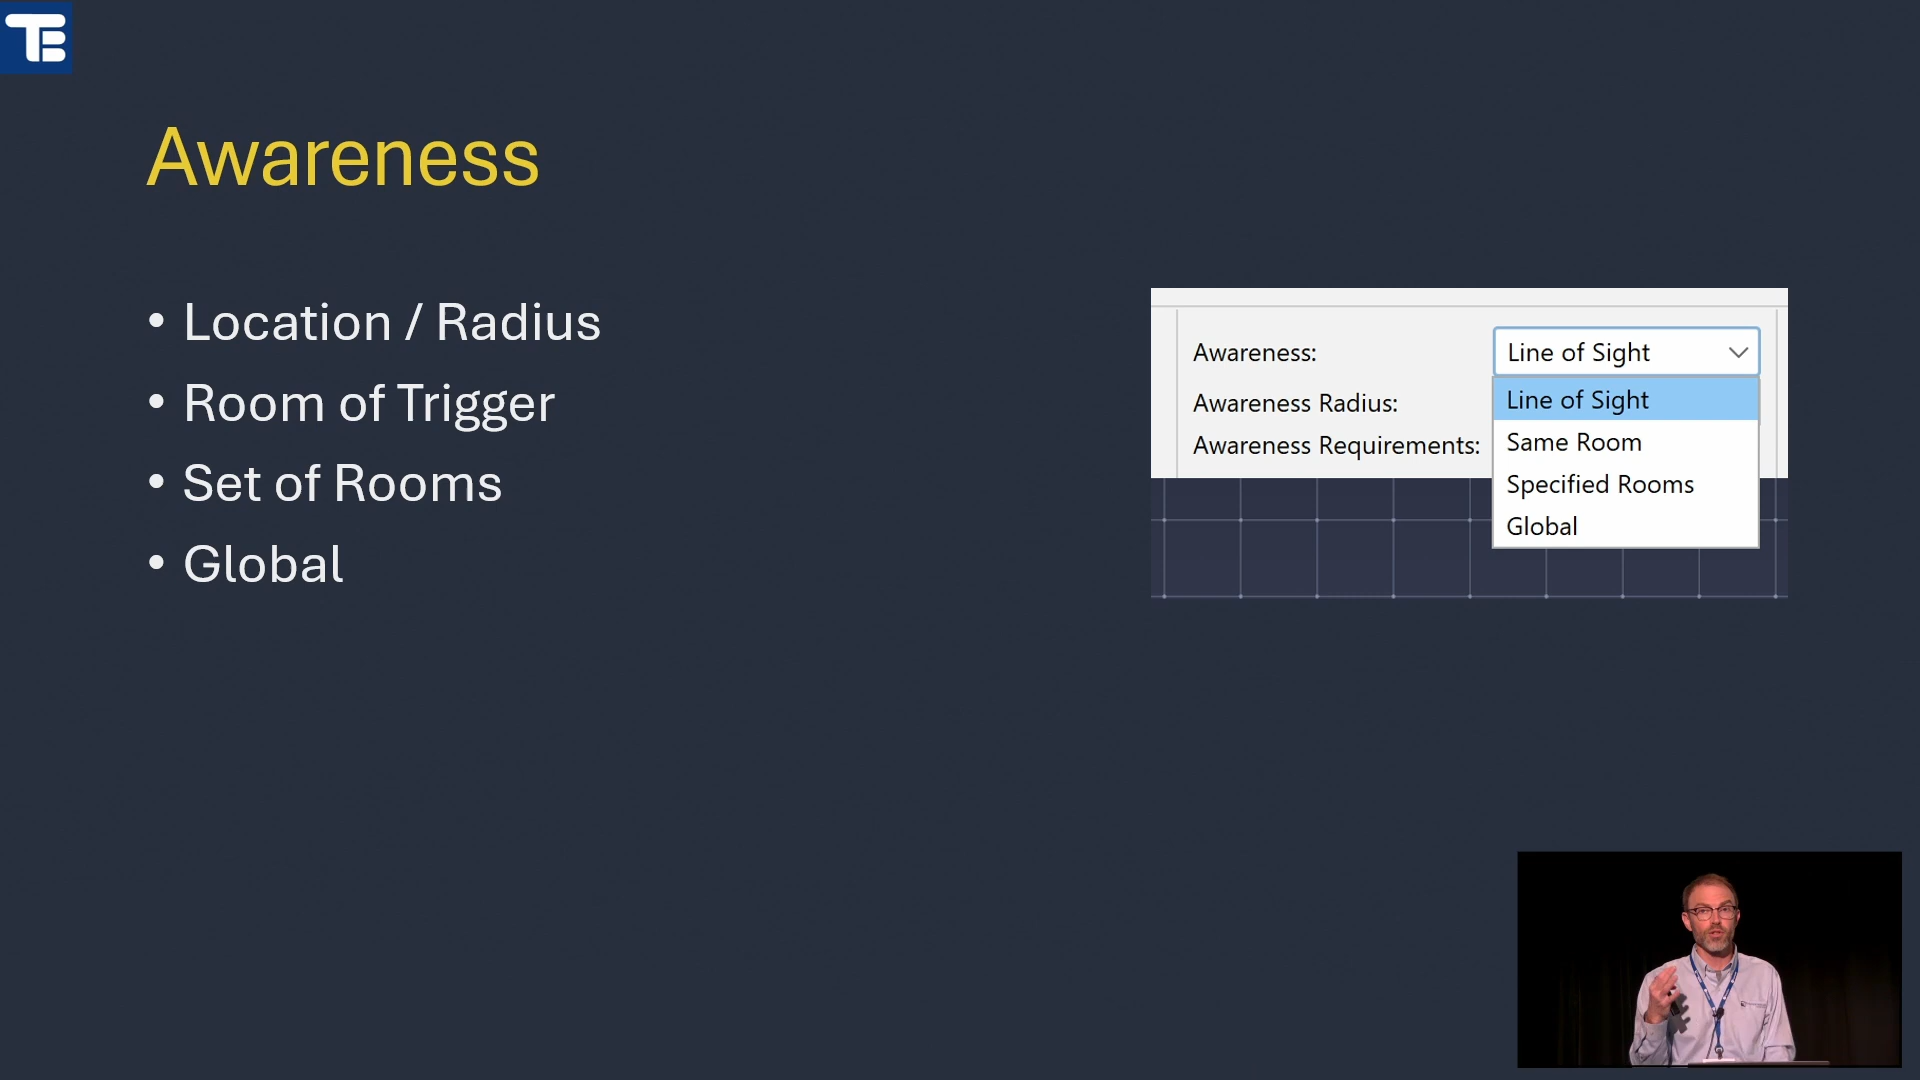 TEB
Awareness
• Location / Radius
• Room of Trigger
• Set of Rooms
• Global
Awareness:
Line of Sight
Awareness Radius:
Awareness Requirements:
Line of Sight
Same Room
Specified Rooms
Global